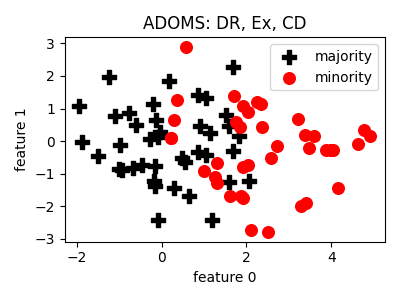 ADOMS: DR, Ex, CD
majority
minority
3
2
1
0
−1
−2
−3
feature 1
−2
0
2
4
feature 0